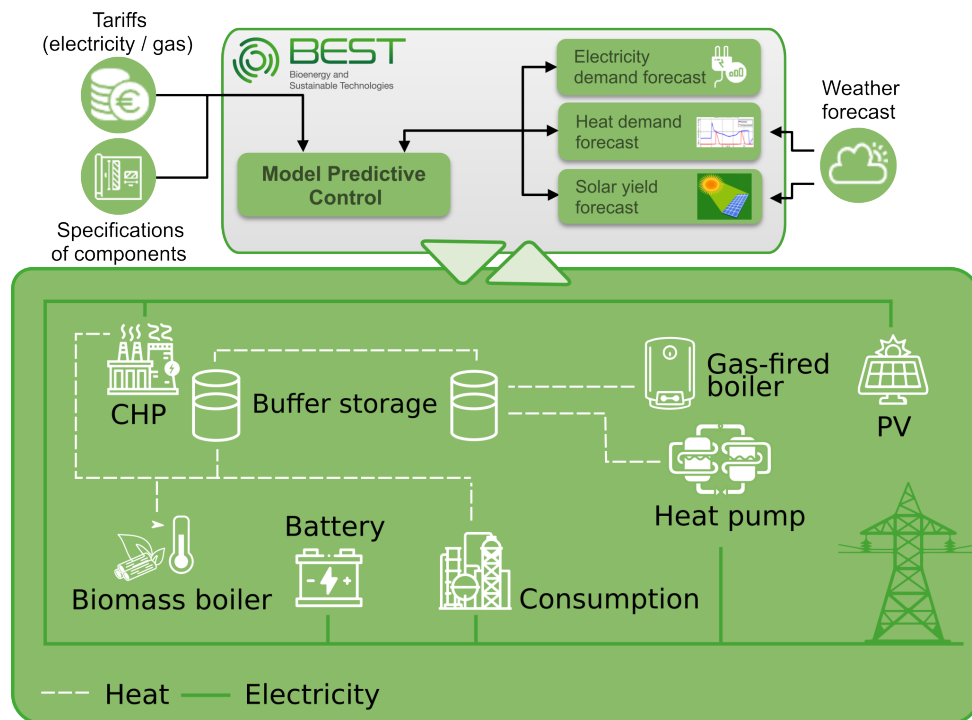 Tariffs
(electricity / gas)
BEST
Bioenergy and
Sustainable Technologies
Electricity
demand forecast
Weather
forecast
Heat demand
forecast
Model Predictive
Control
Solar yield
forecast
Specifications
of components
CHP
Buffer storage
Gas-fired
boiler
PV
Battery
Heat pump
Biomass boiler
Consumption
Heat
Electricity